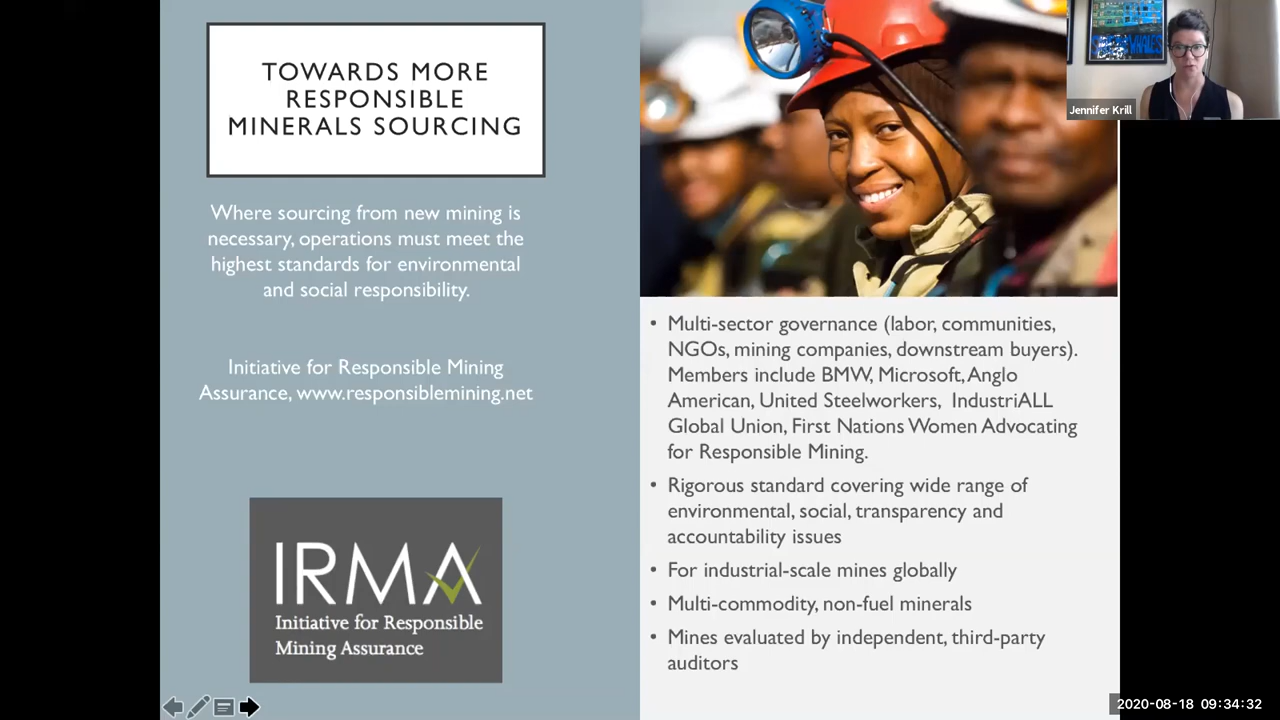 TOWARDS MORE
RESPONSIBLE
MINERALS SOURCING
Where sourcing from new mining is
necessary, operations must meet the
highest standards for environmental
and social responsibility.
Initiative for Responsible Mining
Assurance, www.responsiblemining.net
IRMA
Initiative for Responsible
Mining Assurance
Jennifer Krill
• Multi-sector governance (labor, communities,
NGOs, mining companies, downstream buyers).
Members include BMW, Microsoft, Anglo
American, United Steelworkers, IndustriALL
Global Union, First Nations Women Advocating
for Responsible Mining.
• Rigorous standard covering wide range of
environmental, social, transparency and
accountability issues
• For industrial-scale mines globally
• Multi-commodity, non-fuel minerals
• Mines evaluated by independent, third-party
auditors
2020-08-18 09:34:32